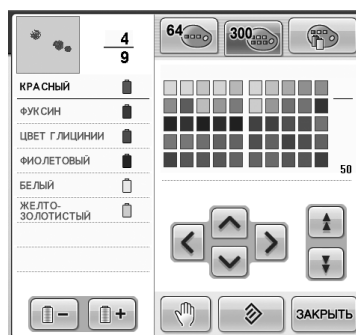 4
9
64
300
КРАСНЫЙ
ФУКСИН
ЦВЕТ ГЛИЦИНИИ
ФИОЛЕТОВЫЙ
БЕЛЫЙ
ЖЕЛТО-
ЗОЛОТИСТЫЙ
50
ЗАКРЫТЬ